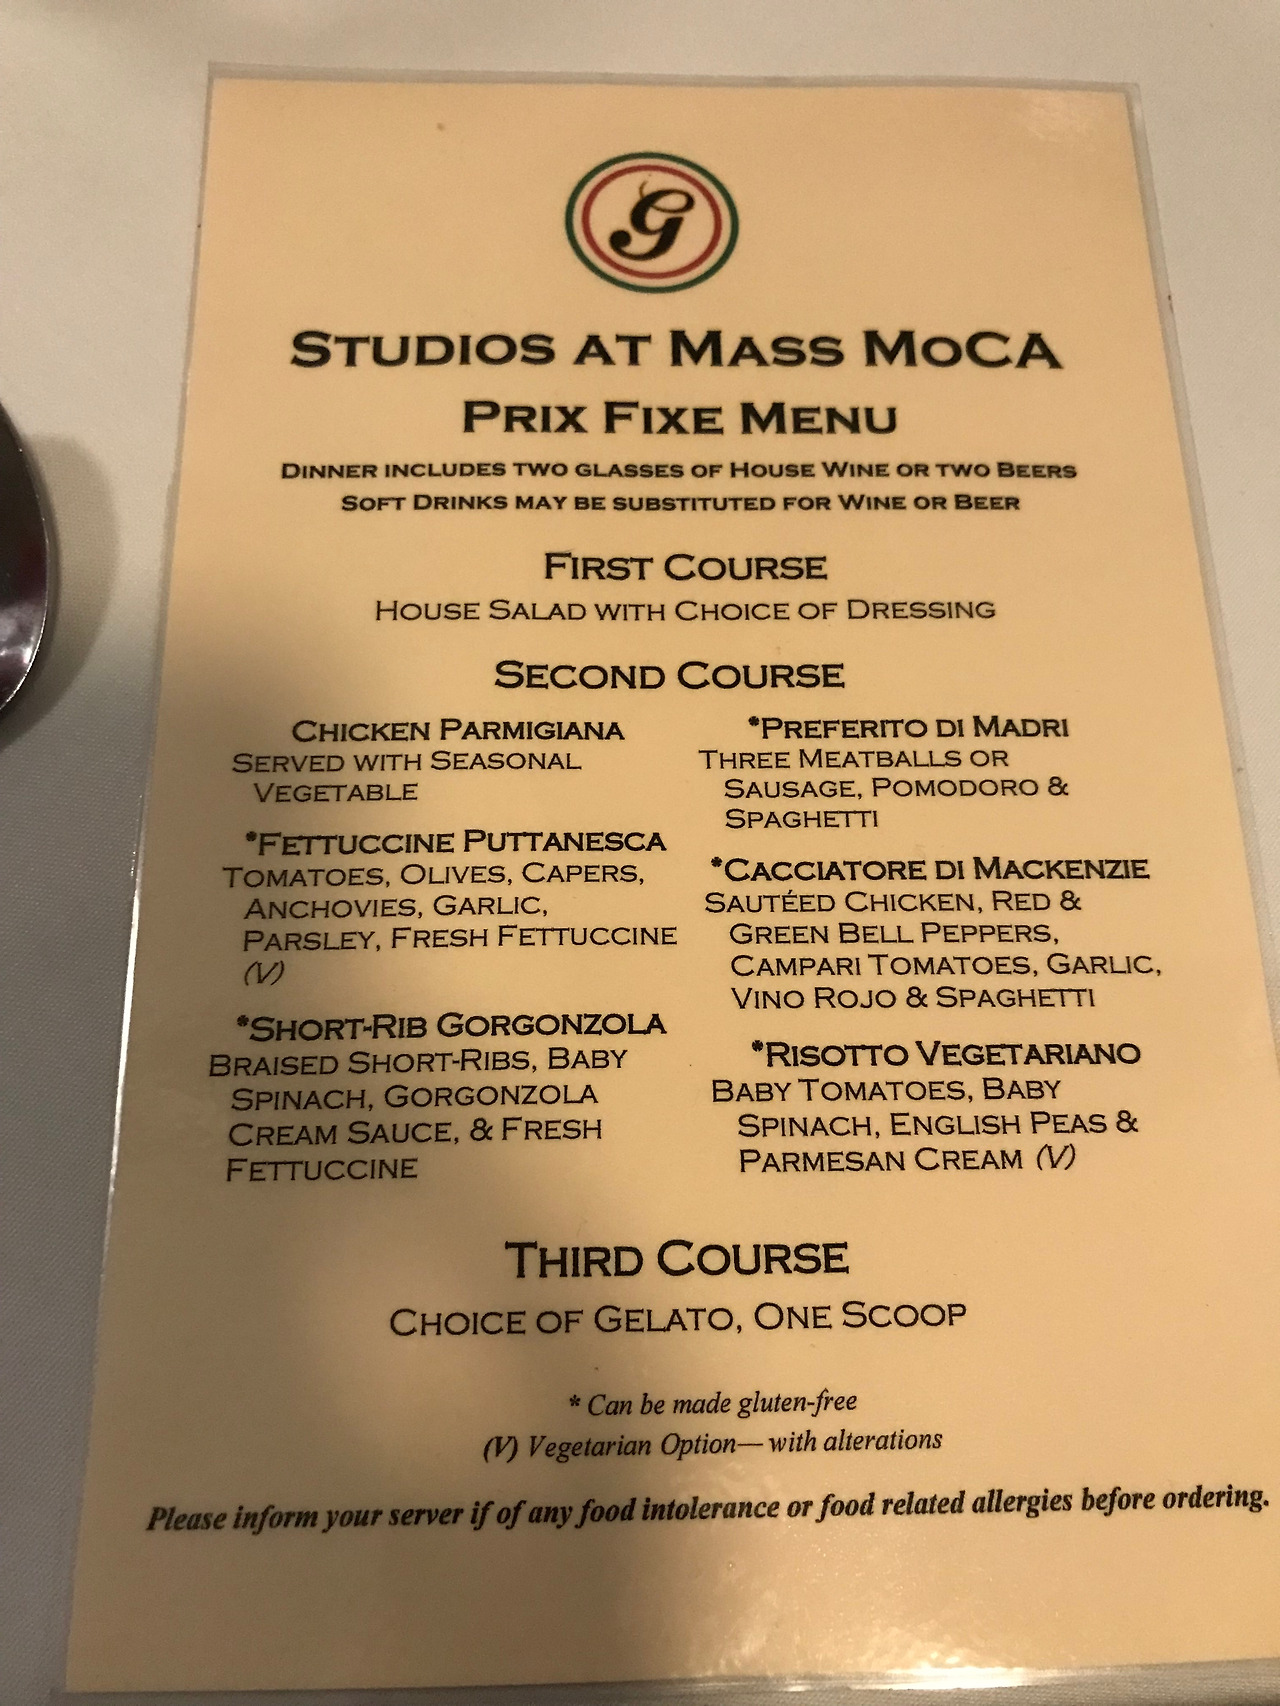 G
STUDIOS AT MASS MOCA
PRIX FIXE MENU
DINNER INCLUDES TWO GLASSES OF HOUSE WINE OR TWO BEERS
SOFT DRINKS MAY BE SUBSTITUTED FOR WINE OR BEER
FIRST COURSE
HOUSE SALAD WITH CHOICE OF DRESSING
SECOND COURSE
CHICKEN PARMIGIANA
SERVED WITH SEASONAL
VEGETABLE
*FETTUCCINE PUTTANESCA
TOMATOES, OLIVES, CAPERS,
ANCHOVIES, GARLIC,
PARSLEY, FRESH FETTUCCINE
(V)
*SHORT-RIB GORGONZOLA
BRAISED SHORT-RIBS, BABY
SPINACH, GORGONZOLA
CREAM SAUCE, & FRESH
FETTUCCINE
*PREFERITO DI MADRI
THREE MEATBALLS OR
SAUSAGE, POMODORO &
SPAGHETTI
*CACCIATORE DI MACKENZIE
SAUTÉED CHICKEN, RED &
GREEN BELL PEPPERS,
CAMPARI TOMATOES, GARLIC,
VINO ROJO & SPAGHETTI
*RISOTTO VEGETARIANO
BABY TOMATOES, BABY
SPINACH, ENGLISH PEAS &
PARMESAN CREAM (V)
THIRD COURSE
CHOICE OF GELATO, ONE SCOOP
* Can be made gluten-free
(V) Vegetarian Option—with alterations
Please inform your server if of any food intolerance or food related allergies before ordering.